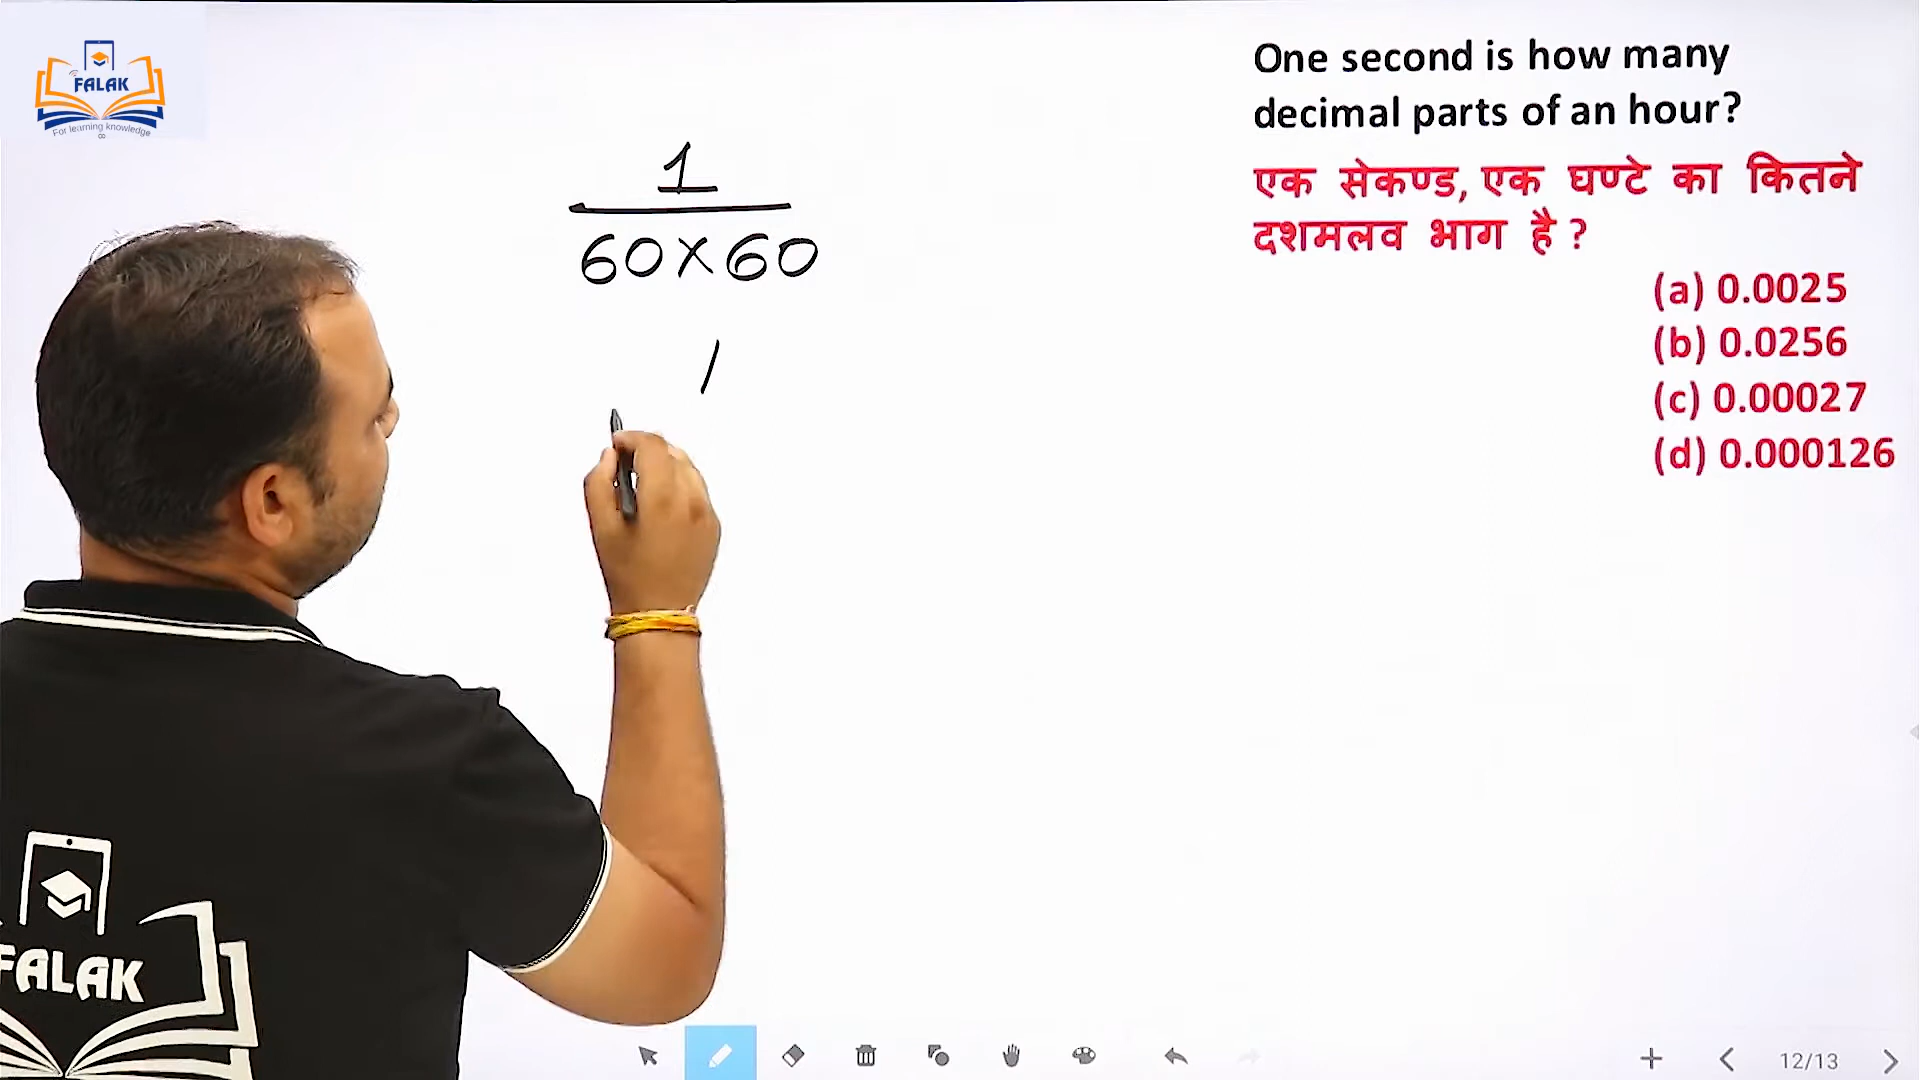 FALAK
For learning knowledge
1
60×60
1
One second is how many
decimal parts of an hour?
एक सेकण्ड, एक घण्टे का कितने
दशमलव भाग है ?
(a) 0.0025
(b) 0.0256
(c) 0.00027
(d) 0.000126
FALAK
12/13